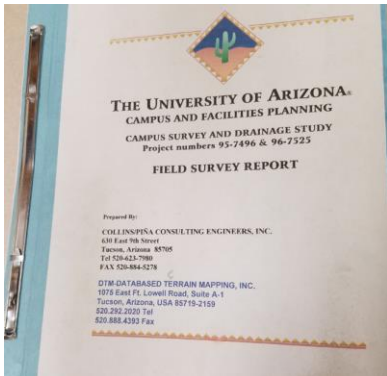 THE UNIVERSITY OF ARIZONA®
CAMPUS AND FACILITIES PLANNING
CAMPUS SURVEY AND DRAINAGE STUDY
Project numbers 95-7496 & 96-7525
FIELD SURVEY REPORT
Prepared By:
COLLINS/PIÑA CONSULTING ENGINEERS, INC.
630 East 9th Street
Tucson, Arizona 85705
Tel 520-623-7980
FAX 520-884-5278
DTM-DATABASED TERRAIN MAPPING, INC.
1075 East Ft. Lowell Road, Suite A-1
Tucson, Arizona, USA 85719-2159
520.292.2020 Tel
520.888.4393 Fax